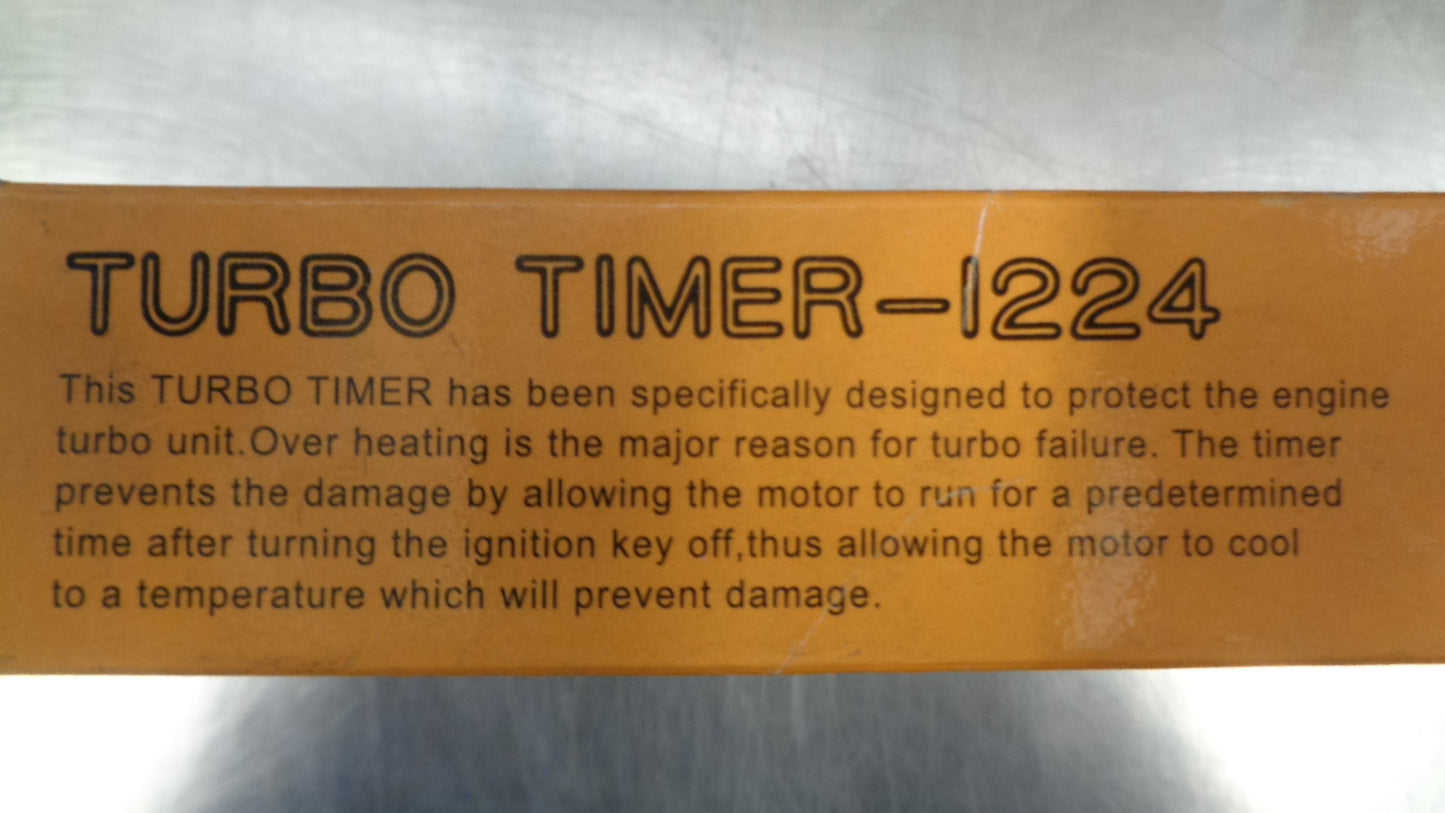 TURBO TIMER-1224
This TURBO TIMER has been specifically designed to protect the engine
turbo unit.Over heating is the major reason for turbo failure. The timer
prevents the damage by allowing the motor to run for a predetermined
time after turning the ignition key off,thus allowing the motor to cool
to a temperature which will prevent damage.